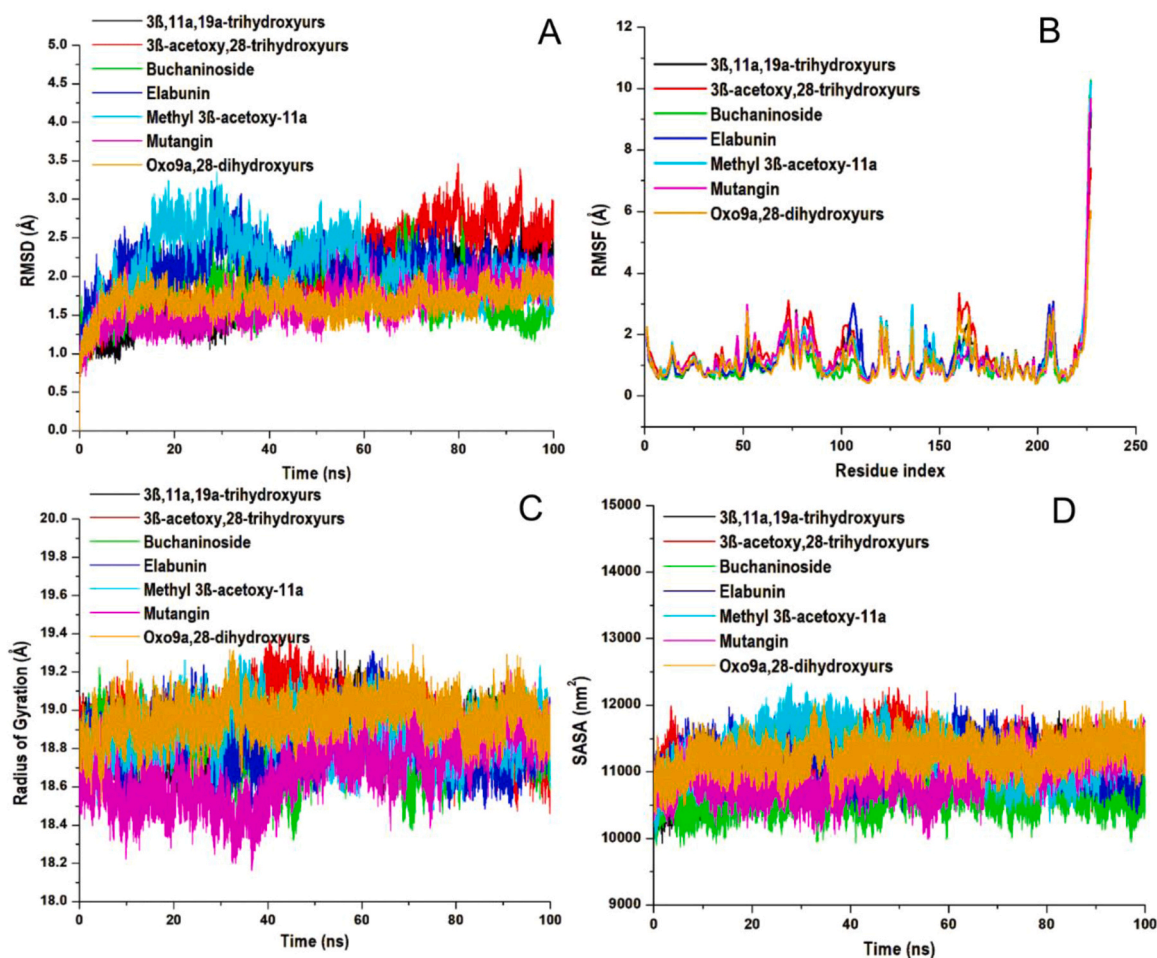 A
3ß,11a,19a-trihydroxyurs
3ß-acetoxy,28-trihydroxyurs
Buchaninoside
Elabunin
Methyl 3ß-acetoxy-11a
Mutangin
Oxo9a,28-dihydroxyurs
5.0
4.5
4.0
3.5
3.0
2.5
2.0
1.5
1.0
0.5
0.0
RMSD (Å)
0
20
40
60
80
100
Time (ns)
B
3ß,11a,19a-trihydroxyurs
3ß-acetoxy,28-trihydroxyurs
Buchaninoside
Elabunin
Methyl 3ß-acetoxy-11a
Mutangin
Oxo9a,28-dihydroxyurs
12
10
8
6
4
2
0
RMSF (Å)
0
50
100
150
200
250
Residue index
C
3ß,11a,19a-trihydroxyurs
3ß-acetoxy,28-trihydroxyurs
Buchaninoside
Elabunin
Methyl 3ß-acetoxy-11a
Mutangin
Oxo9a,28-dihydroxyurs
20.0
19.8
19.6
19.4
19.2
19.0
18.8
18.6
18.4
18.2
18.0
Radius of Gyration (Å)
0
20
40
60
80
100
Time (ns)
D
3ß,11a,19a-trihydroxyurs
3ß-acetoxy,28-trihydroxyurs
Buchaninoside
Elabunin
Methyl 3ß-acetoxy-11a
Mutangin
Oxo9a,28-dihydroxyurs
15000
14000
13000
12000
11000
10000
9000
SASA (nm²)
0
20
40
60
80
100
Time (ns)